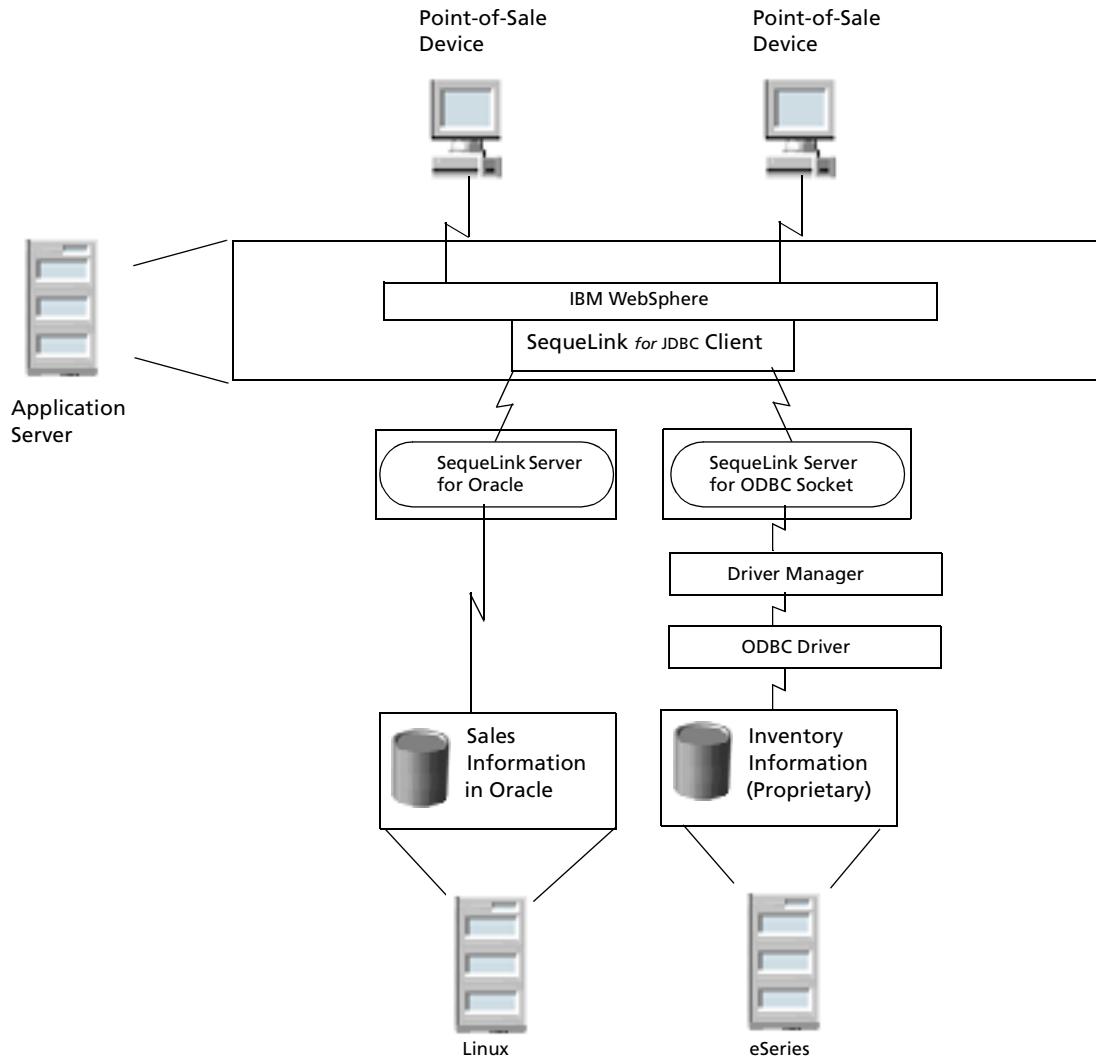 Point-of-Sale
Device
Point-of-Sale
Device
IBM WebSphere
SequeLink for JDBC Client
Application
Server
SequeLink Server
for Oracle
SequeLink Server
for ODBC Socket
Driver Manager
ODBC Driver
Sales
Information
in Oracle
Inventory
Information
(Proprietary)
Linux
eSeries